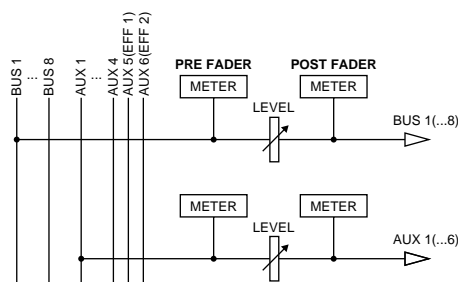 BUS 1
...
BUS 8
AUX 1
...
AUX 4
AUX 5(EFF 1)
AUX 6(EFF 2)
PRE FADER
POST FADER
METER
METER
LEVEL
BUS 1(...8)
METER
METER
LEVEL
AUX 1(...6)